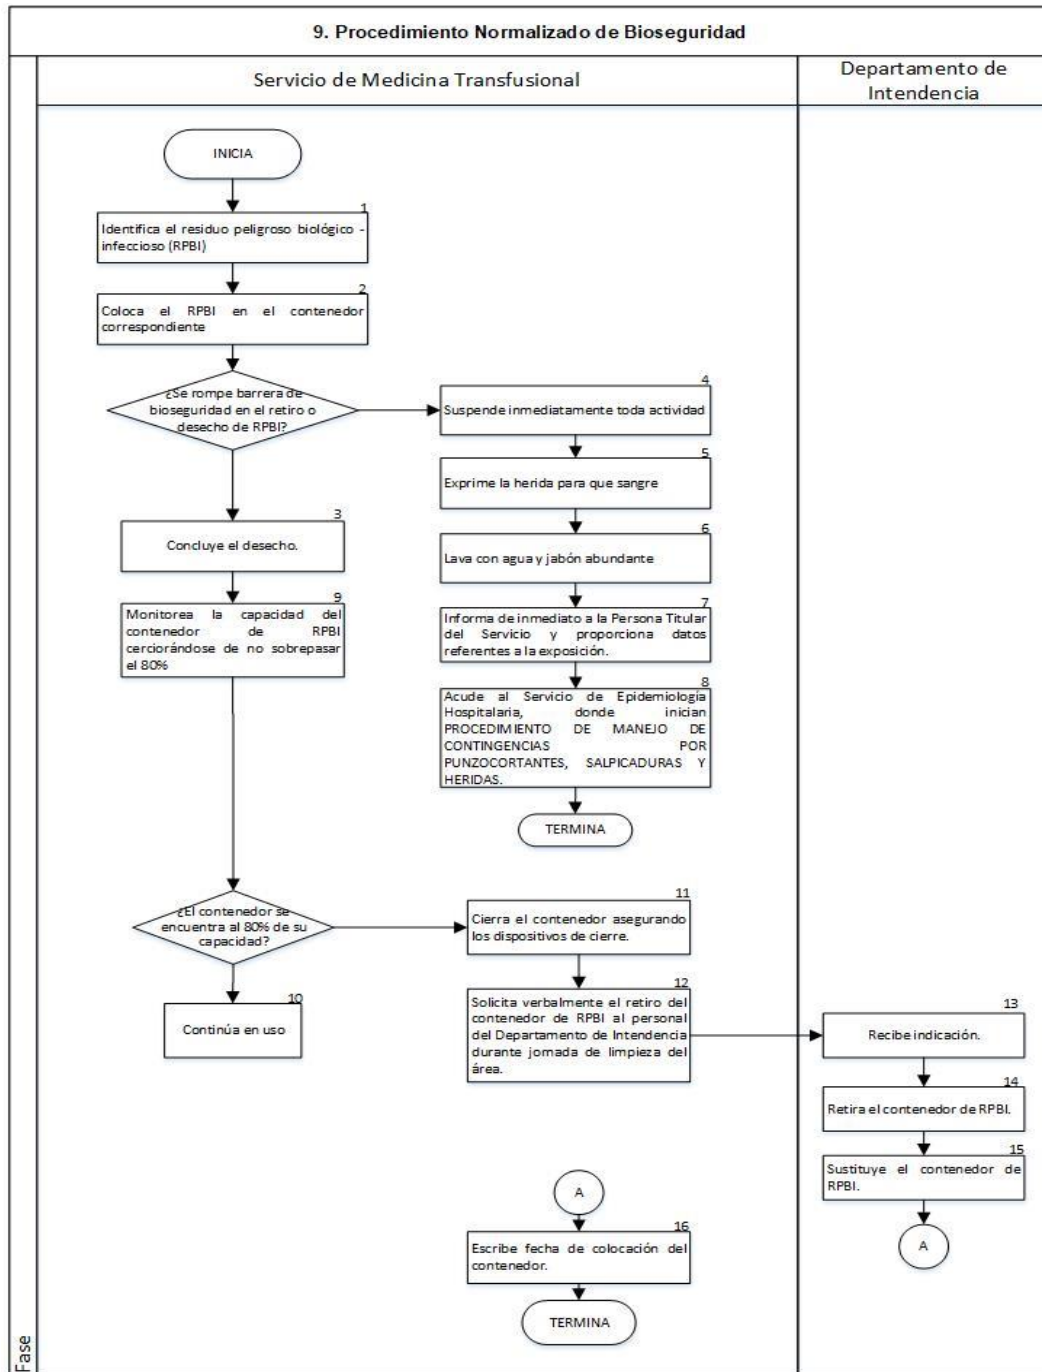 9. Procedimiento Normalizado de Bioseguridad
Servicio de Medicina Transfusional
Departamento de
Intendencia
INICIA
1
Identifica el residuo peligroso biológico -
infeccioso (RPBI)
2
Coloca el RPBI en el contenedor
correspondiente
¿Se rompe barrera de
bioseguridad en el retiro o
desecho de RPBI?
4
Suspende inmediatamente toda actividad
5
Exprime la herida para que sangre
3
Concluye el desecho.
6
Lava con agua y jabón abundante
9
Monitorea la capacidad del
contenedor de RPBI
cerciorándose de no sobrepasar
el 80%
7
Informa de inmediato a la Persona Titular
del Servicio y proporciona datos
referentes a la exposición.
8
Acude al Servicio de Epidemiología
Hospitalaria, donde inician
PROCEDIMIENTO DE MANEJO DE
CONTINGENCIAS POR
PUNZOCORTANTES, SALPICADURAS Y
HERIDAS.
TERMINA
¿El contenedor se
encuentra al 80% de su
capacidad?
11
Cierra el contenedor asegurando
los dispositivos de cierre.
10
Continúa en uso
12
Solicita verbalmente el retiro del
contenedor de RPBI al personal
del Departamento de Intendencia
durante jornada de limpieza del
área.
13
Recibe indicación.
14
Retira el contenedor de RPBI.
15
Sustituye el contenedor de
RPBI.
A
A
16
Escribe fecha de colocación del
contenedor.
TERMINA
Fase